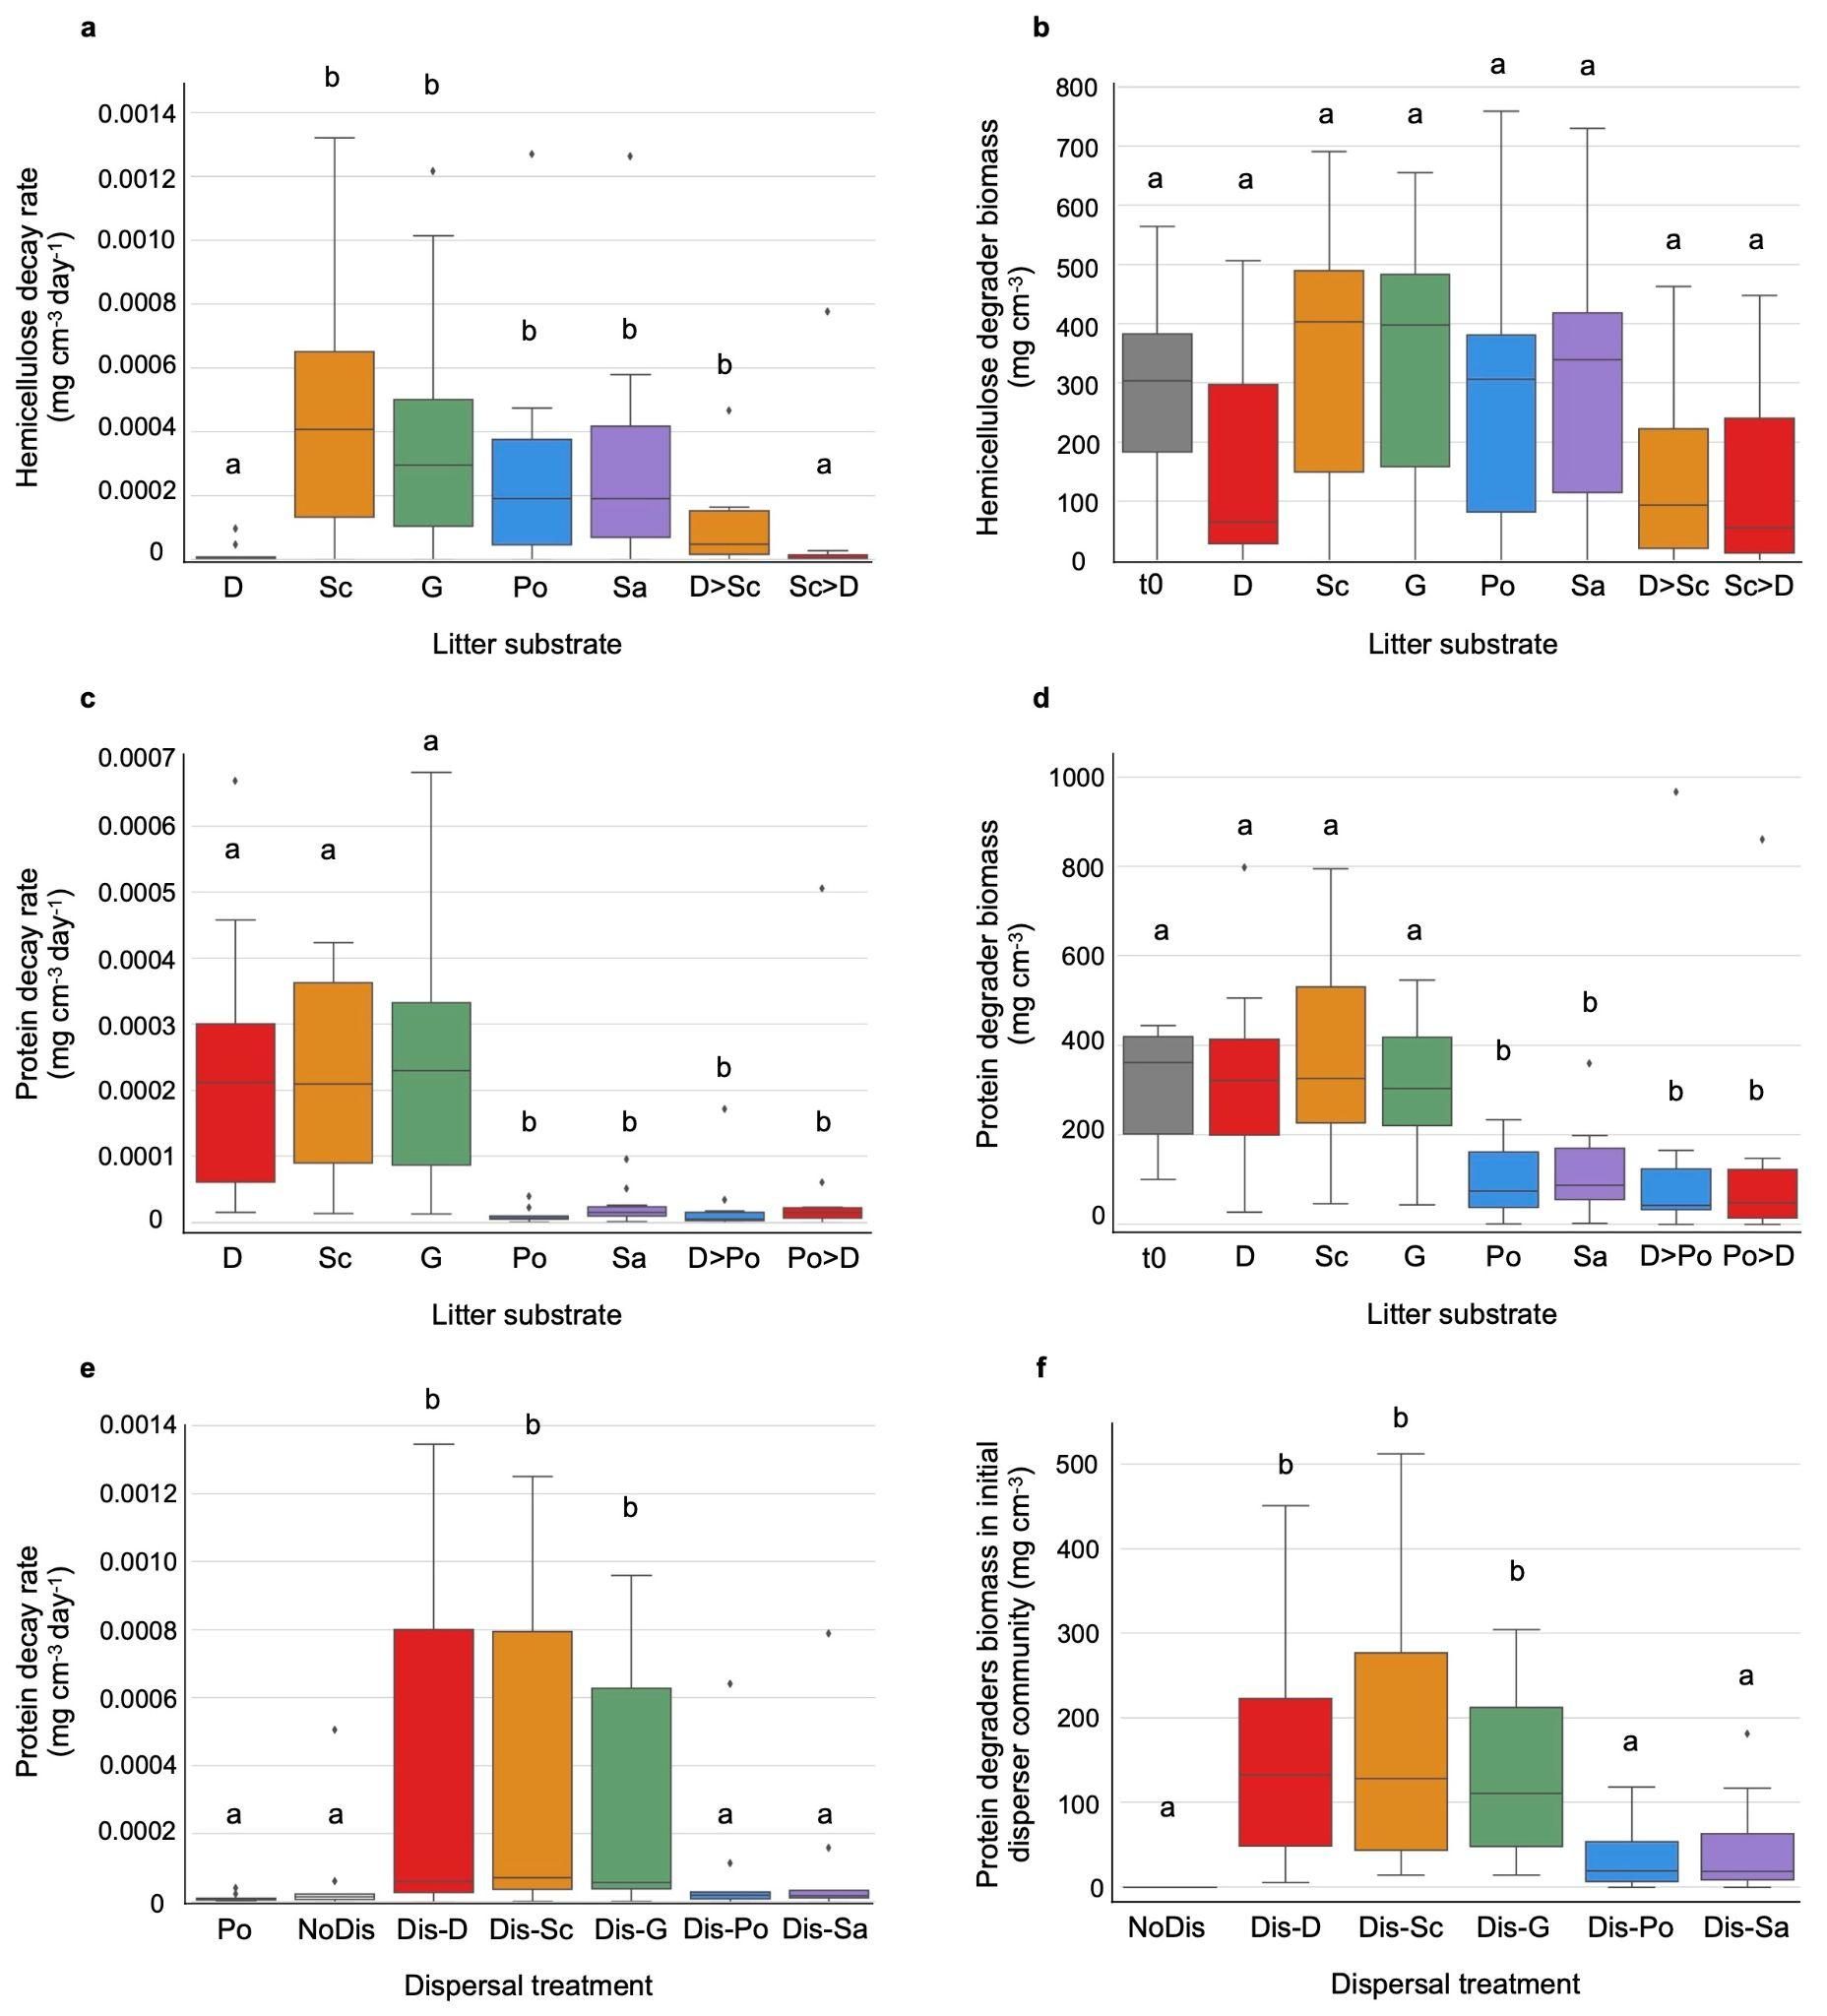 a
b b
0.0014
0.0012
0.0010
0.0008
0.0006
0.0004
0.0002
0
Hemicellulose decay rate
(mg cm-3 day-1)
b b b
a a
D Sc G Po Sa D>Sc Sc>D
Litter substrate
b
a a
a a
a a
a a
800
700
600
500
400
300
200
100
0
Hemicellulose degrader biomass
(mg cm-3)
t0 D Sc G Po Sa D>Sc Sc>D
Litter substrate
c
a
a a
b
b b b
0.0007
0.0006
0.0005
0.0004
0.0003
0.0002
0.0001
0
Protein decay rate
(mg cm-3 day-1)
D Sc G Po Sa D>Po Po>D
Litter substrate
d
a a
a a
b
b
b b
1000
800
600
400
200
0
Protein degrader biomass
(mg cm-3)
t0 D Sc G Po Sa D>Po Po>D
Litter substrate
e
b
b
b
a a a a
0.0014
0.0012
0.0010
0.0008
0.0006
0.0004
0.0002
0
Protein decay rate
(mg cm-3 day-1)
Po NoDis Dis-D Dis-Sc Dis-G Dis-Po Dis-Sa
Dispersal treatment
f
b
b
b
a
a
a
500
400
300
200
100
0
Protein degraders biomass in initial
disperser community (mg cm-3)
NoDis Dis-D Dis-Sc Dis-G Dis-Po Dis-Sa
Dispersal treatment